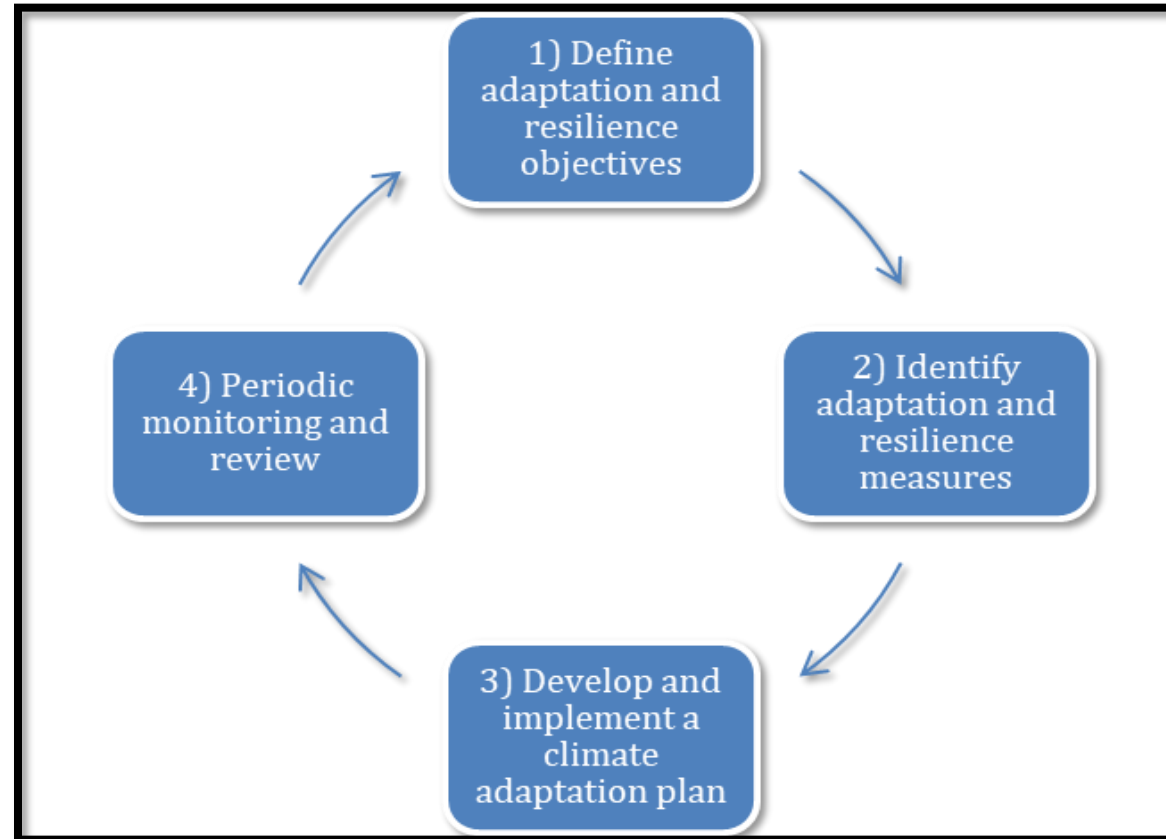 1) Define
adaptation and
resilience
objectives
2) Identify
adaptation and
resilience
measures
3) Develop and
implement a
climate
adaptation plan
4) Periodic
monitoring and
review